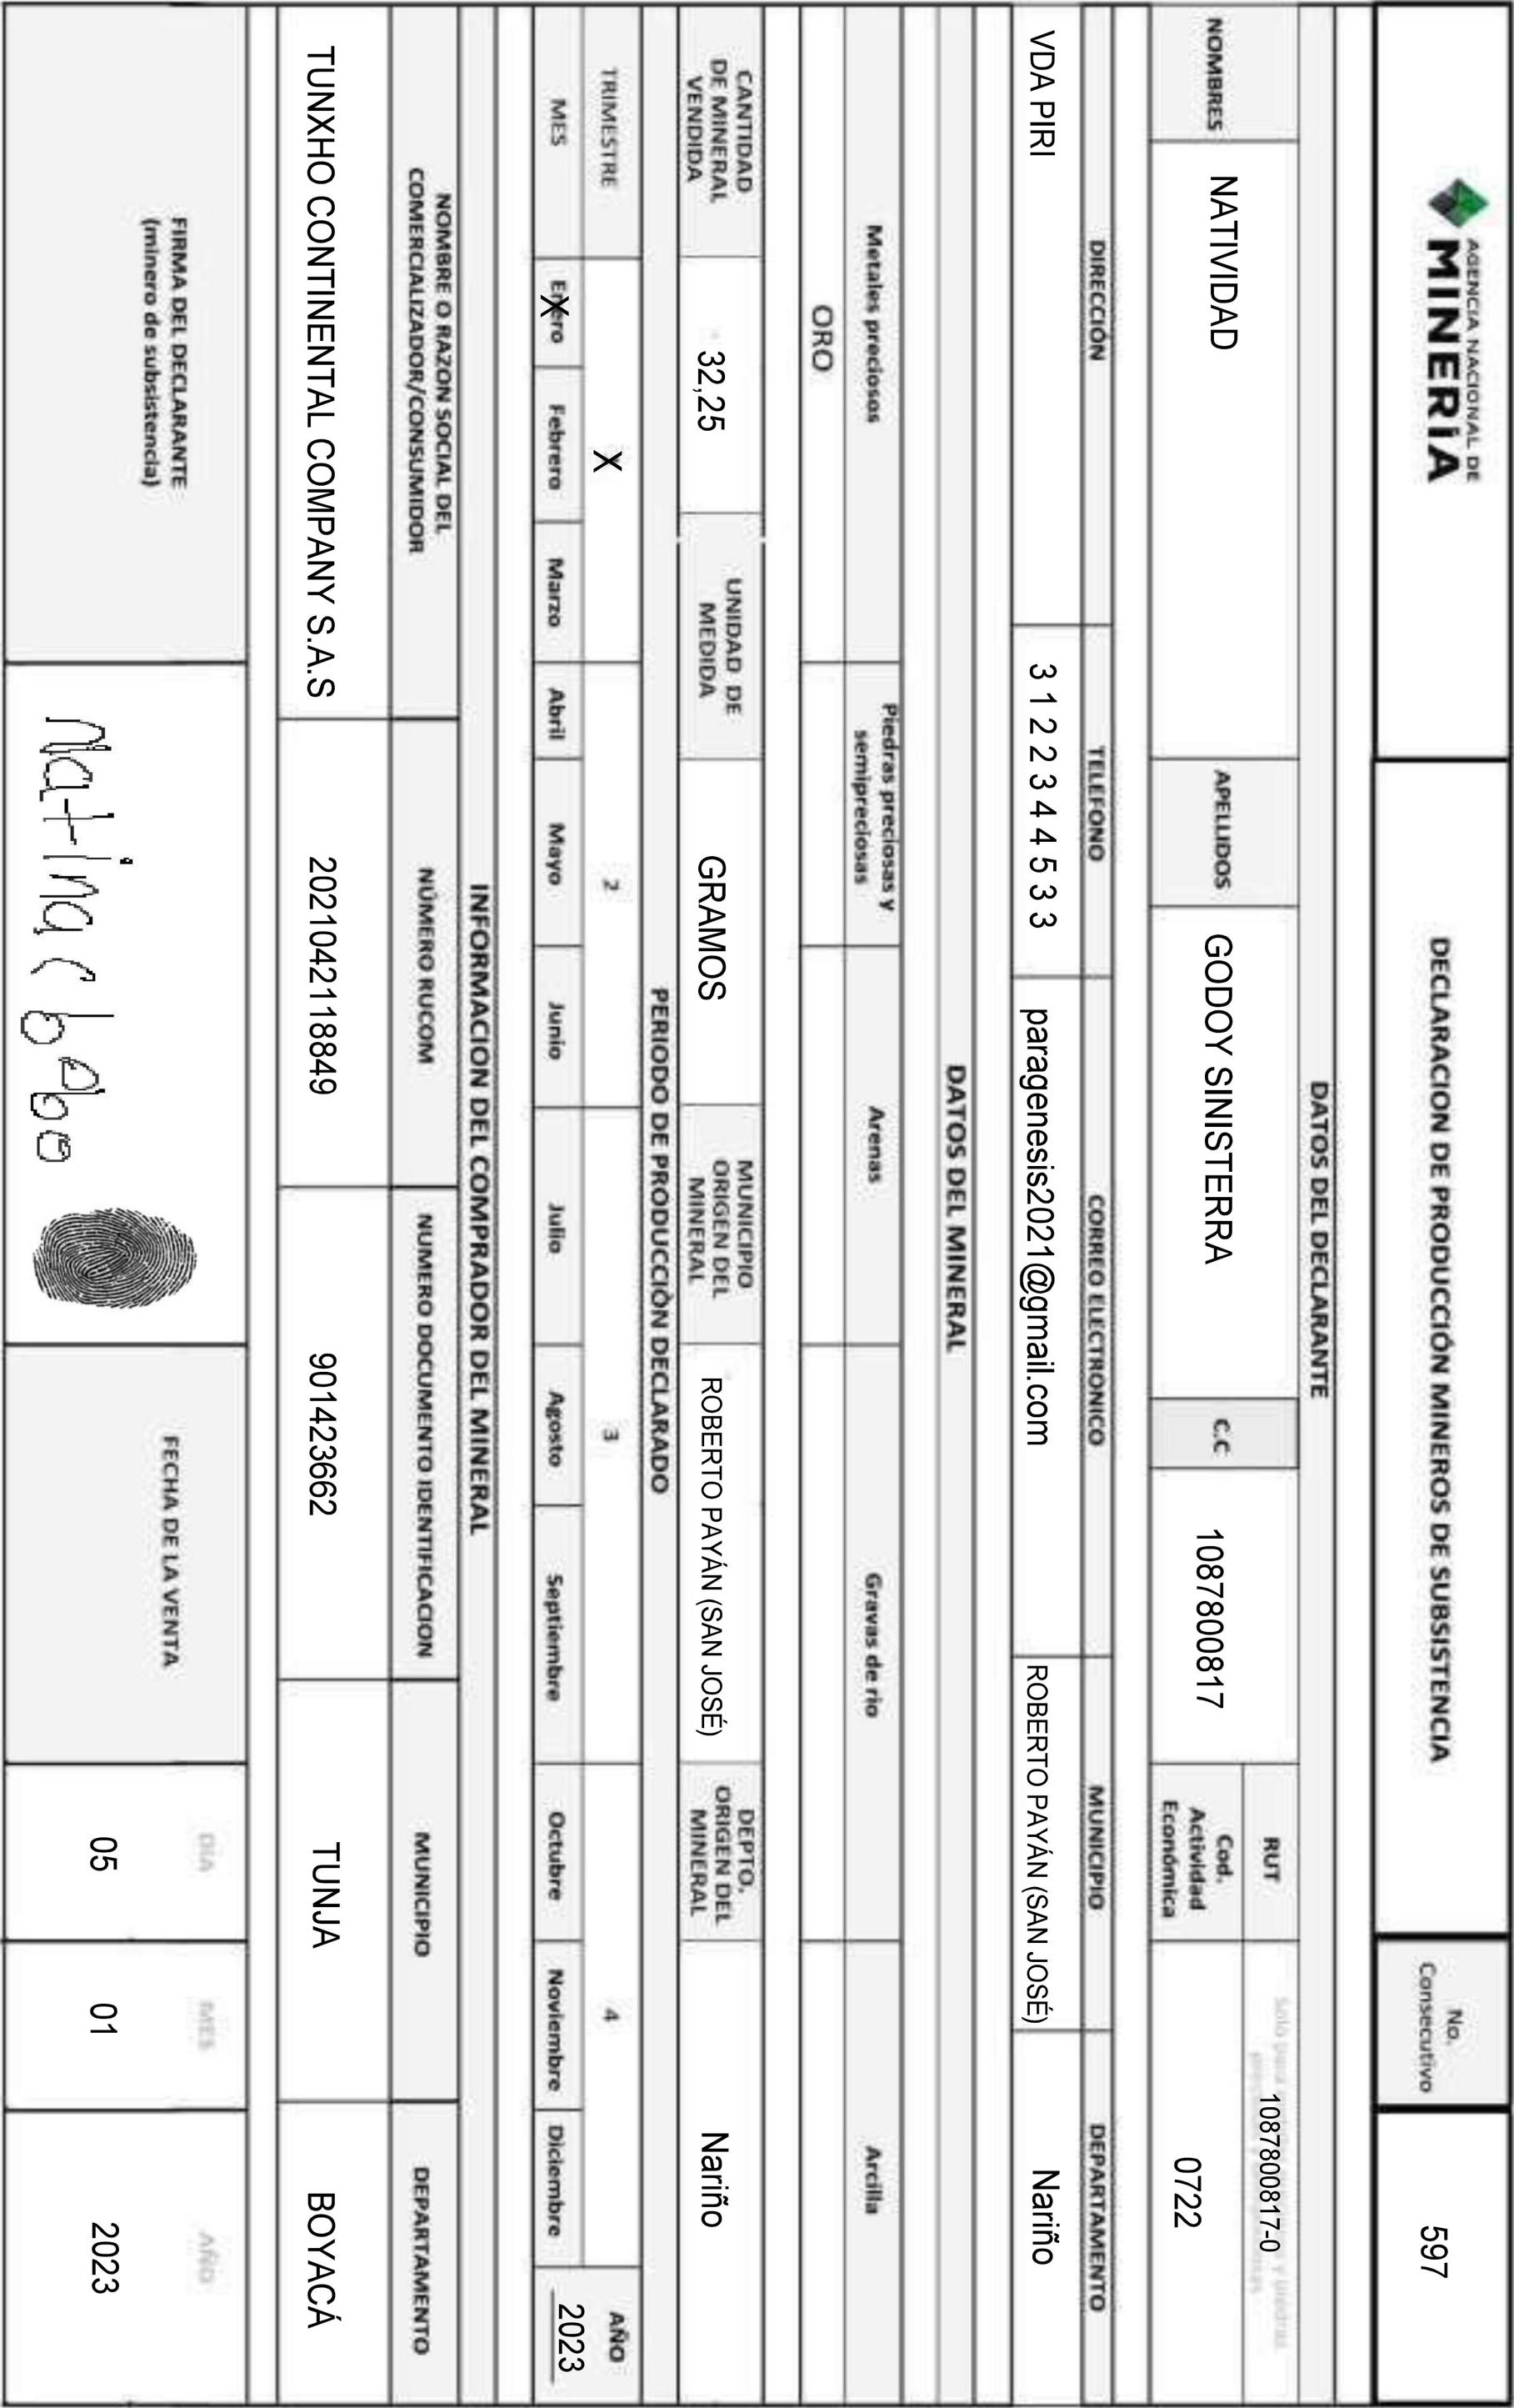 AGENCIA NACIONAL DE
MINERÍA
DECLARACION DE PRODUCCIÓN MINEROS DE SUBSISTENCIA
No.
Consecutivo
597
DATOS DEL DECLARANTE
NOMBRES
NATIVIDAD
APELLIDOS
GODOY SINISTERRA
C.C
1087800817
RUT
1087800817-0
Cod.
Actividad
Económica
0722
DIRECCIÓN
TELEFONO
CORREO ELECTRONICO
MUNICIPIO
DEPARTAMENTO
VDA PIRI
3 1 2 2 3 4 4 5 3 3
paragenesis2021@gmail.com
ROBERTO PAYÁN (SAN JOSÉ)
Nariño
DATOS DEL MINERAL
Metales preciosos
Piedras preciosas y
semipreciosas
Arenas
Gravas de rio
Arcilla
ORO
CANTIDAD
DE MINERAL
VENDIDA
32,25
UNIDAD DE
MEDIDA
GRAMOS
MUNICIPIO
ORIGEN DEL
MINERAL
ROBERTO PAYÁN (SAN JOSÉ)
DEPTO.
ORIGEN DEL
MINERAL
Nariño
PERIODO DE PRODUCCIÓN DECLARADO
TRIMESTRE
X
2
3
4
AÑO
MES
Enero
X
Febrero
Marzo
Abril
Mayo
Junio
Julio
Agosto
Septiembre
Octubre
Noviembre
Diciembre
2023
INFORMACIÓN DEL COMPRADOR DEL MINERAL
NOMBRE O RAZON SOCIAL DEL
COMERCIALIZADOR/CONSUMIDOR
NÚMERO RUCOM
NUMERO DOCUMENTO IDENTIFICACION
MUNICIPIO
DEPARTAMENTO
TUNXHO CONTINENTAL COMPANY S.A.S
2021042118849
901423662
TUNJA
BOYACÁ
FIRMA DEL DECLARANTE
(minero de subsistencia)
FECHA DE LA VENTA
DÍA
MES
AÑO
05
01
2023